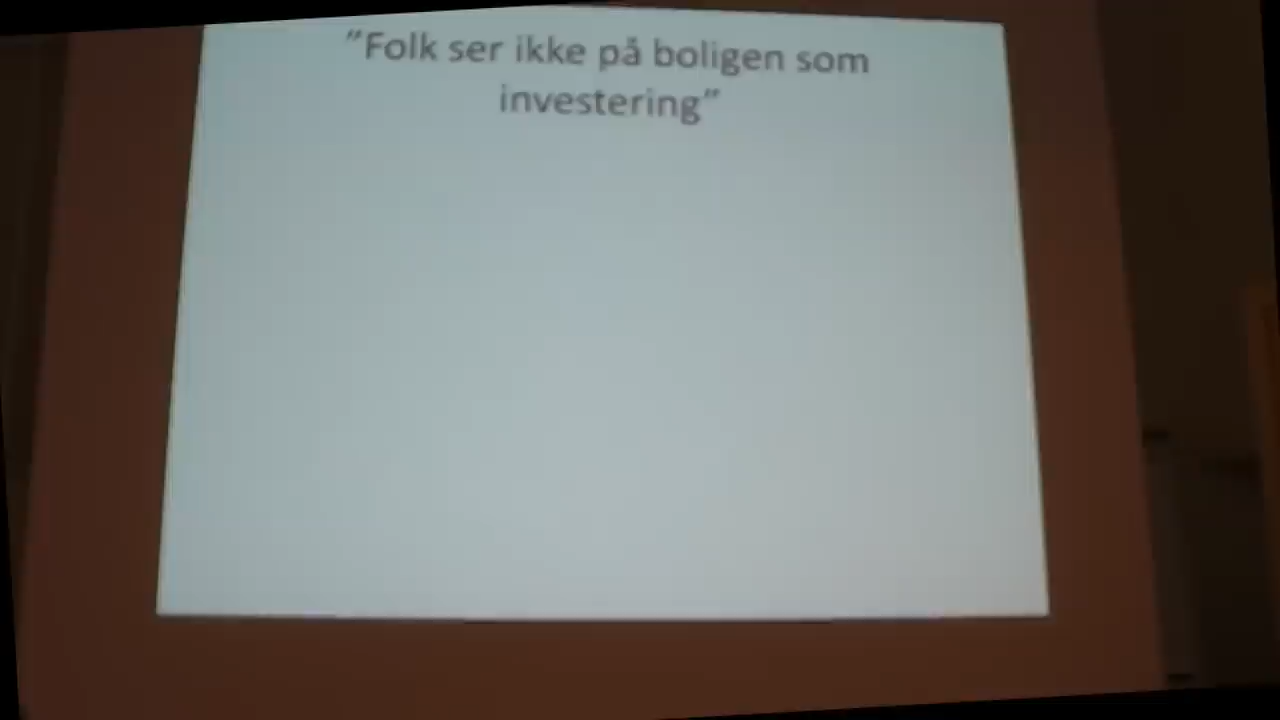 ”Folk ser ikke på boligen som
investering”